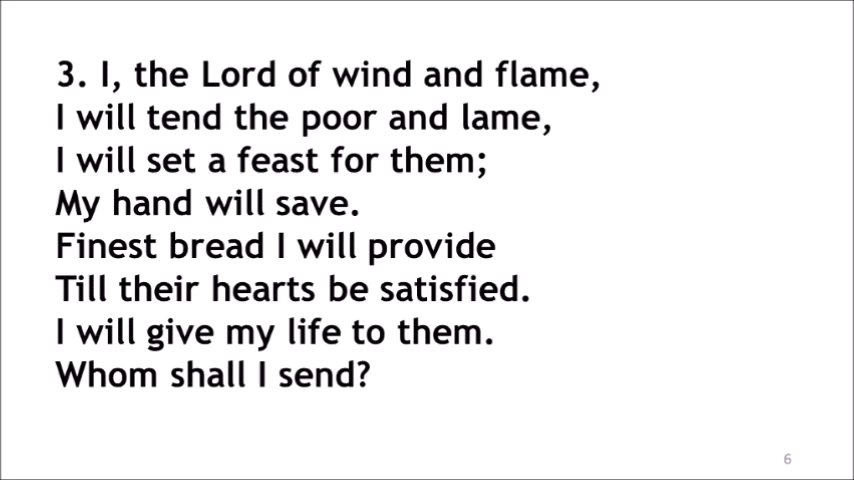 3. I, the Lord of wind and flame,
I will tend the poor and lame,
I will set a feast for them;
My hand will save.
Finest bread I will provide
Till their hearts be satisfied.
I will give my life to them.
Whom shall I send?
6